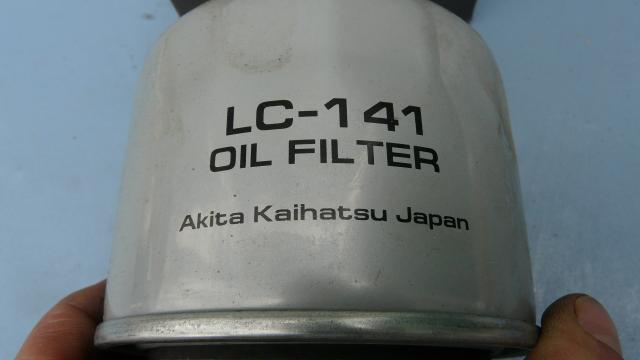 LC-141
OIL FILTER
Akita Kaihatsu Japan